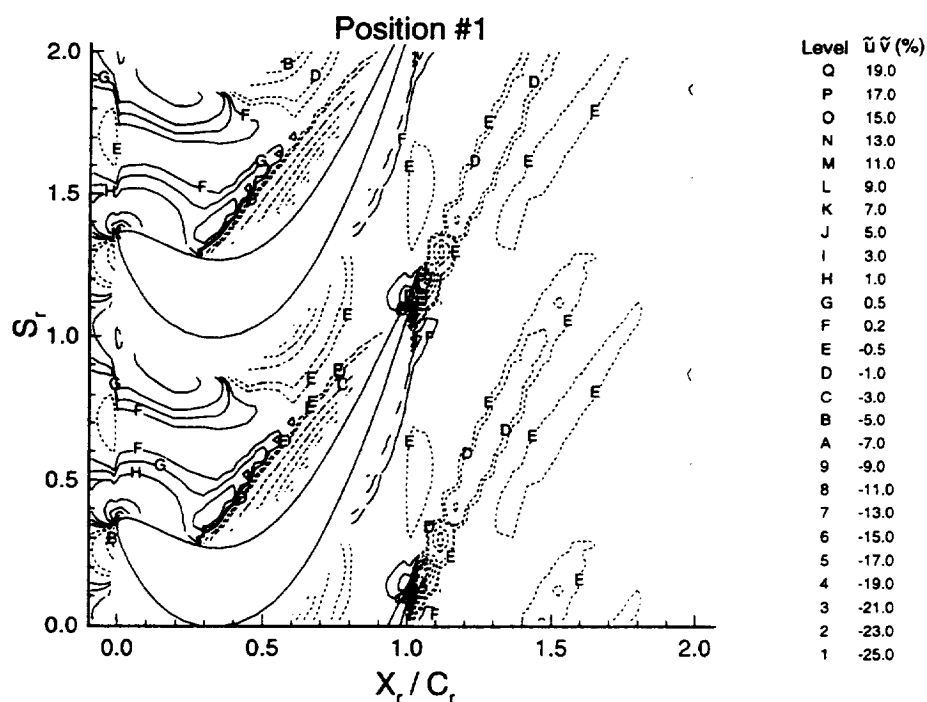 Position #1
Level ũ ṽ (%)
Q 19.0
P 17.0
O 15.0
N 13.0
M 11.0
L 9.0
K 7.0
J 5.0
I 3.0
H 1.0
G 0.5
F 0.2
E -0.5
D -1.0
C -3.0
B -5.0
A -7.0
9 -9.0
8 -11.0
7 -13.0
6 -15.0
5 -17.0
4 -19.0
3 -21.0
2 -23.0
1 -25.0
2.0
1.5
1.0
0.5
0.0
S_r
0.0 0.5 1.0 1.5 2.0
X_r / C_r
G
B
D
F
E
D
E
E
E
G
F
H
F
E
D
E
E
E
F
E
G
F
E
B
C
E
E
E
F
G
H
E
E
D
E
D
E
B
E
E
F